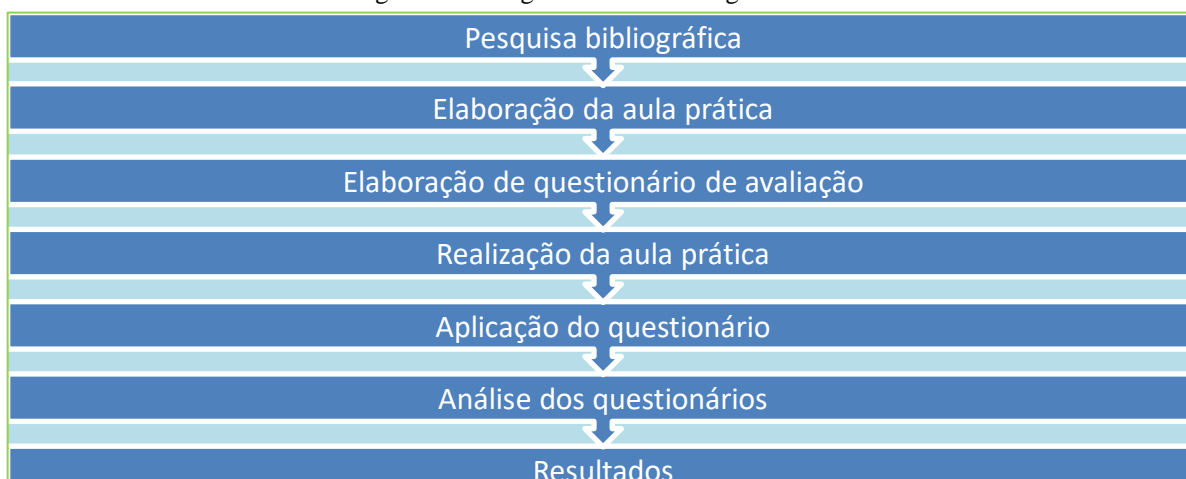 Pesquisa bibliográfica
Elaboração da aula prática
Elaboração de questionário de avaliação
Realização da aula prática
Aplicação do questionário
Análise dos questionários
Resultados